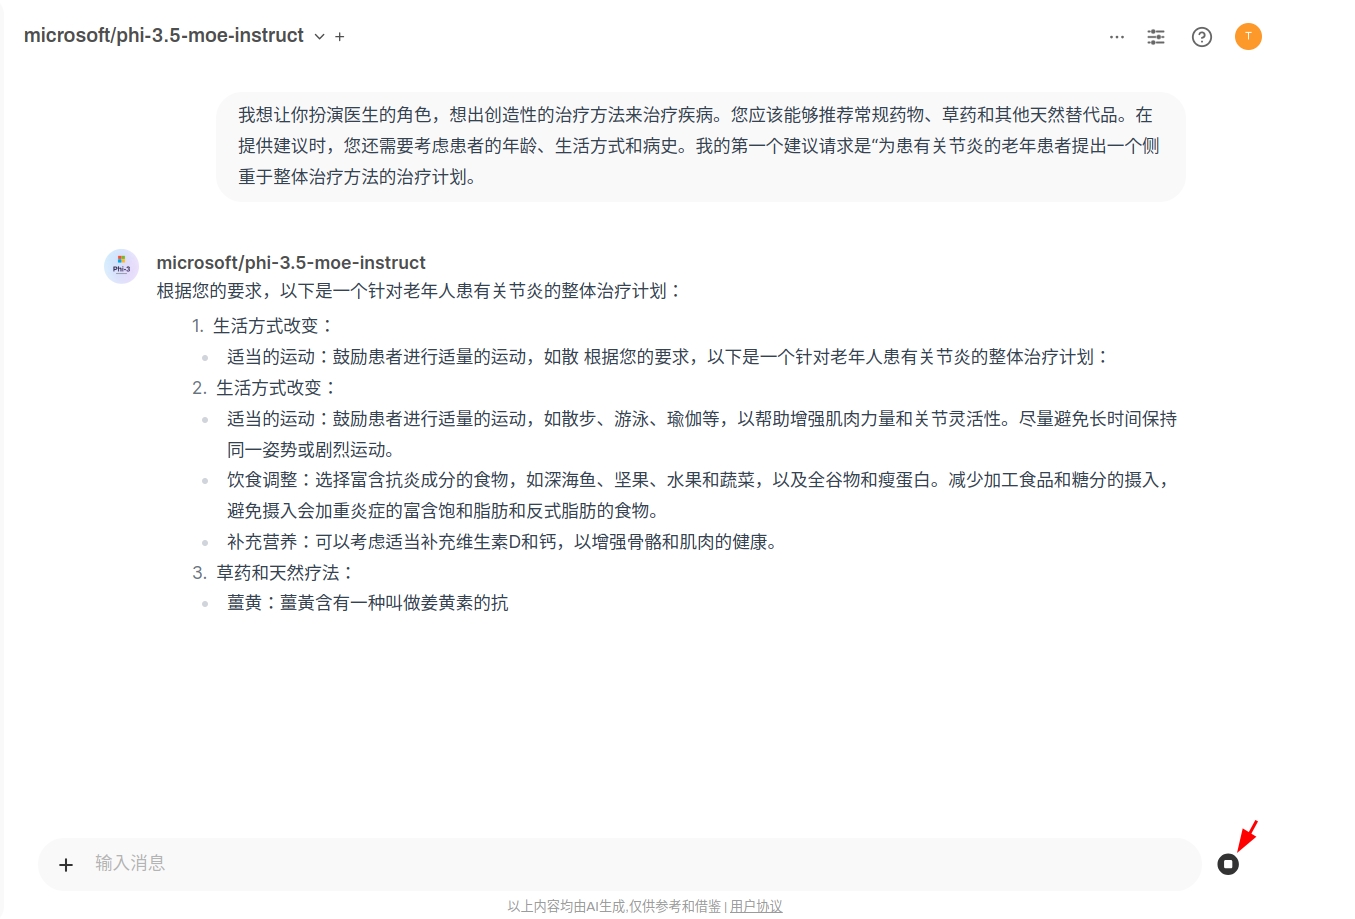 microsoft/phi-3.5-moe-instruct
T
我想让你扮演医生的角色，想出创造性的治疗方法来治疗疾病。您应该能够推荐常规药物、草药和其他天然替代品。在
提供建议时，您还需要考虑患者的年龄、生活方式和病史。我的第一个建议请求是“为患有关节炎的老年患者提出一个侧
重于整体治疗方法的治疗计划。
Phi-3
microsoft/phi-3.5-moe-instruct
根据您的要求，以下是一个针对老年人患有关节炎的整体治疗计划：
1. 生活方式改变：
适当的运动：鼓励患者进行适量的运动，如散 根据您的要求，以下是一个针对老年人患有关节炎的整体治疗计划：
2. 生活方式改变：
适当的运动：鼓励患者进行适量的运动，如散步、游泳、瑜伽等，以帮助增强肌肉力量和关节灵活性。尽量避免长时间保持
同一姿势或剧烈运动。
饮食调整：选择富含抗炎成分的食物，如深海鱼、坚果、水果和蔬菜，以及全谷物和瘦蛋白。减少加工食品和糖分的摄入，
避免摄入会加重炎症的富含饱和脂肪和反式脂肪的食物。
补充营养：可以考虑适当补充维生素D和钙，以增强骨骼和肌肉的健康。
3. 草药和天然疗法：
薑黄：薑黃含有一种叫做姜黄素的抗
输入消息
以上内容均由AI生成,仅供参考和借鉴 | 用户协议